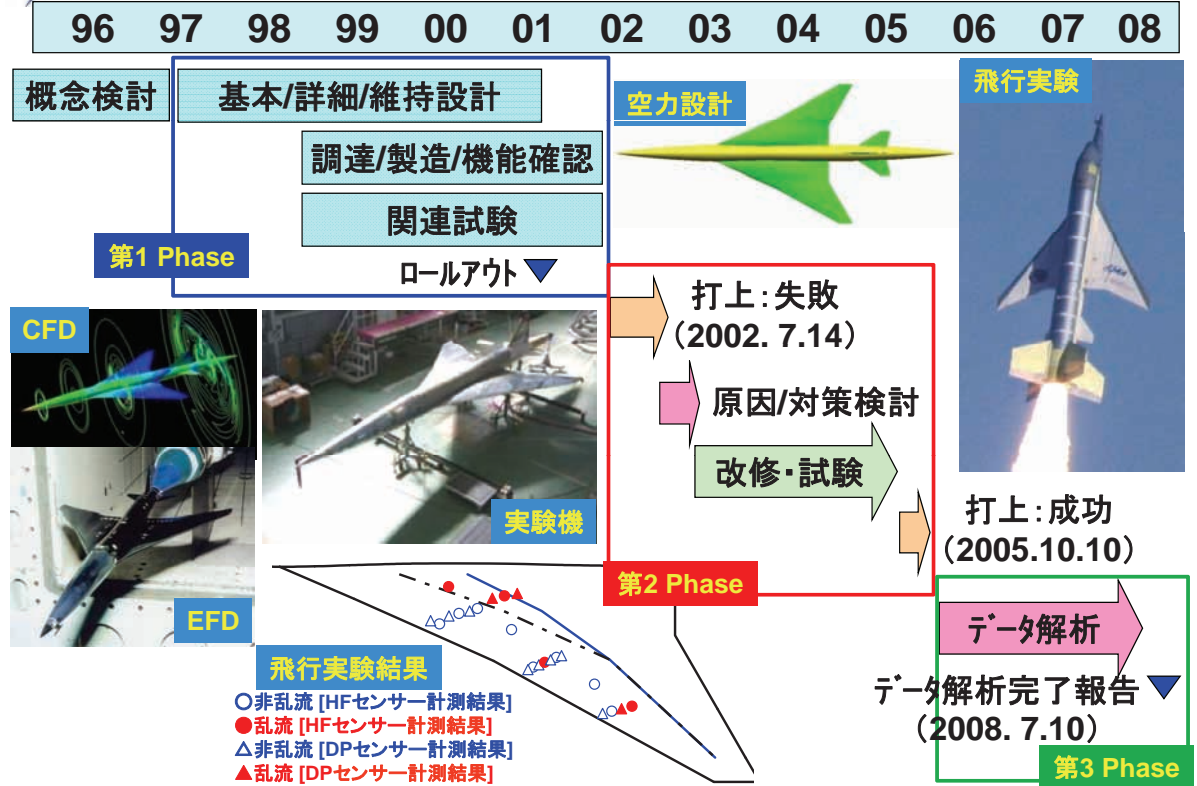 96 97 98 99 00 01 02 03 04 05 06 07 08
概念検討
基本/詳細/維持設計
調達/製造/機能確認
関連試験
第1 Phase
ロールアウト
空力設計
飛行実験
CFD
EFD
実験機
打上：失敗
（2002. 7.14）
原因/対策検討
改修・試験
打上：成功
（2005.10.10）
第2 Phase
データ解析
データ解析完了報告
（2008. 7.10）
第3 Phase
飛行実験結果
○非乱流 [HFセンサー計測結果]
●乱流 [HFセンサー計測結果]
△非乱流 [DPセンサー計測結果]
▲乱流 [DPセンサー計測結果]